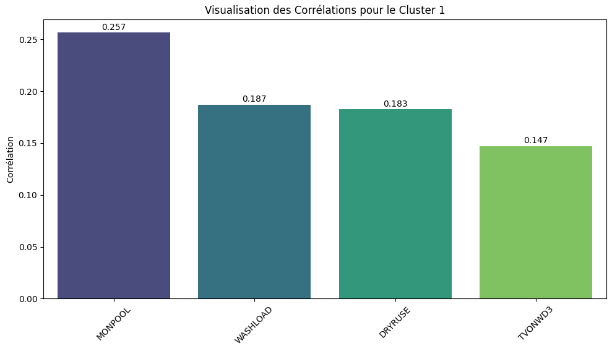 Visualisation des Corrélations pour le Cluster 1
0.257
0.187
0.183
0.147
Corrélation
0.25
0.20
0.15
0.10
0.05
0.00
MONPOOL
WASHLOAD
DRYRUSE
TVONWD3